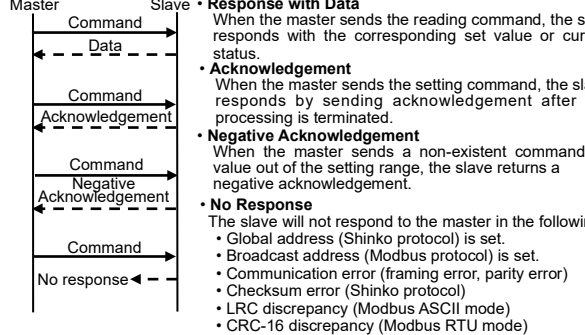 Master Slave
Command
Data
Command
Acknowledgement
Command
Negative
Acknowledgement
Command
No response
• Response with Data
When the master sends the reading command, the
responds with the corresponding set value or
status.
• Acknowledgement
When the master sends the setting command, the
responds by sending acknowledgement after
processing is terminated.
• Negative Acknowledgement
When the master sends a non-existent command
value out of the setting range, the slave returns a
negative acknowledgement.
• No Response
The slave will not respond to the master in the
• Global address (Shinko protocol) is set.
• Broadcast address (Modbus protocol) is set.
• Communication error (framing error, parity error)
• Checksum error (Shinko protocol)
• LRC discrepancy (Modbus ASCII mode)
• CRC-16 discrepancy (Modbus RTU mode)